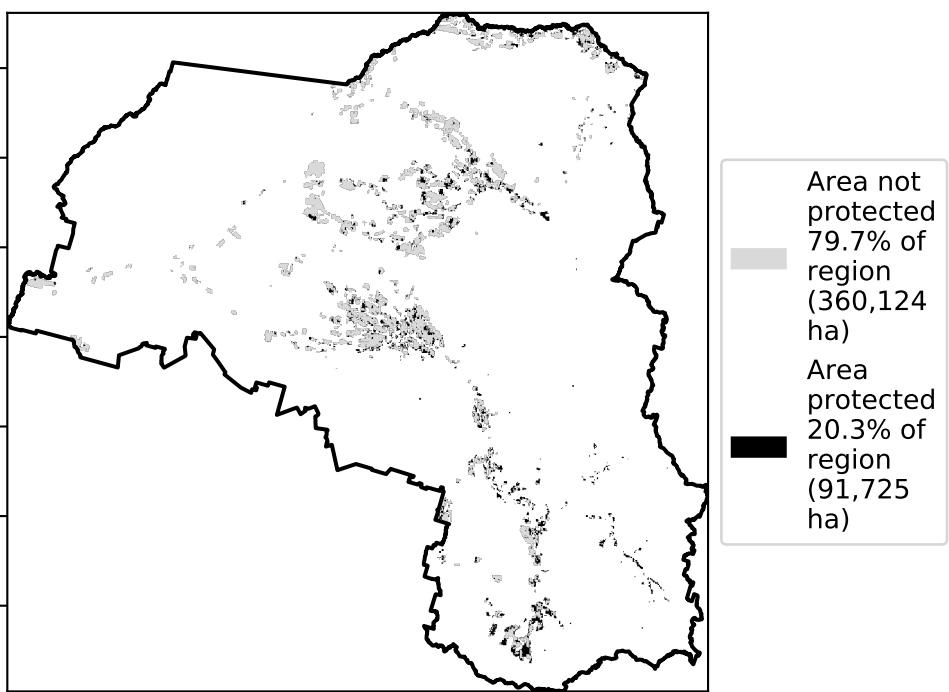 Area not
protected
79.7% of
region
(360,124
ha)
Area
protected
20.3% of
region
(91,725
ha)